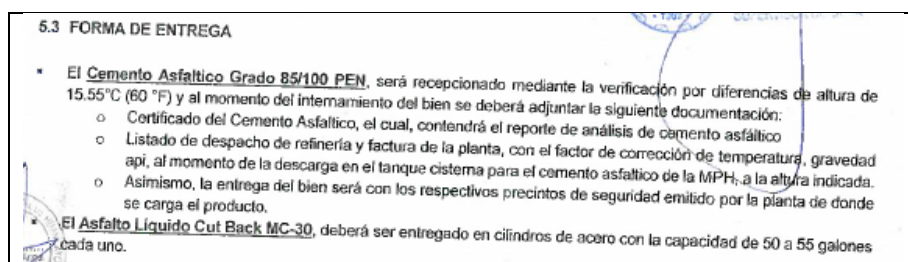 5.3 FORMA DE ENTREGA
▪ El Cemento Asfaltico Grado 85/100 PEN, será recepcionado mediante la verificación por diferencias de altura de
15.55°C (60 °F) y al momento del internamiento del bien se deberá adjuntar la siguiente documentación:
o Certificado del Cemento Asfaltico, el cual, contendrá el reporte de análisis de cemento asfáltico
o Listado de despacho de refinería y factura de la planta, con el factor de corrección de temperatura, gravedad
api, al momento de la descarga en el tanque cisterna para el cemento asfaltico de la MPH, a la altura indicada.
o Asimismo, la entrega del bien será con los respectivos precintos de seguridad emitido por la planta de donde
se carga el producto.
▪ El Asfalto Liquido Cut Back MC-30, deberá ser entregado en cilindros de acero con la capacidad de 50 a 55 galones
cada uno.